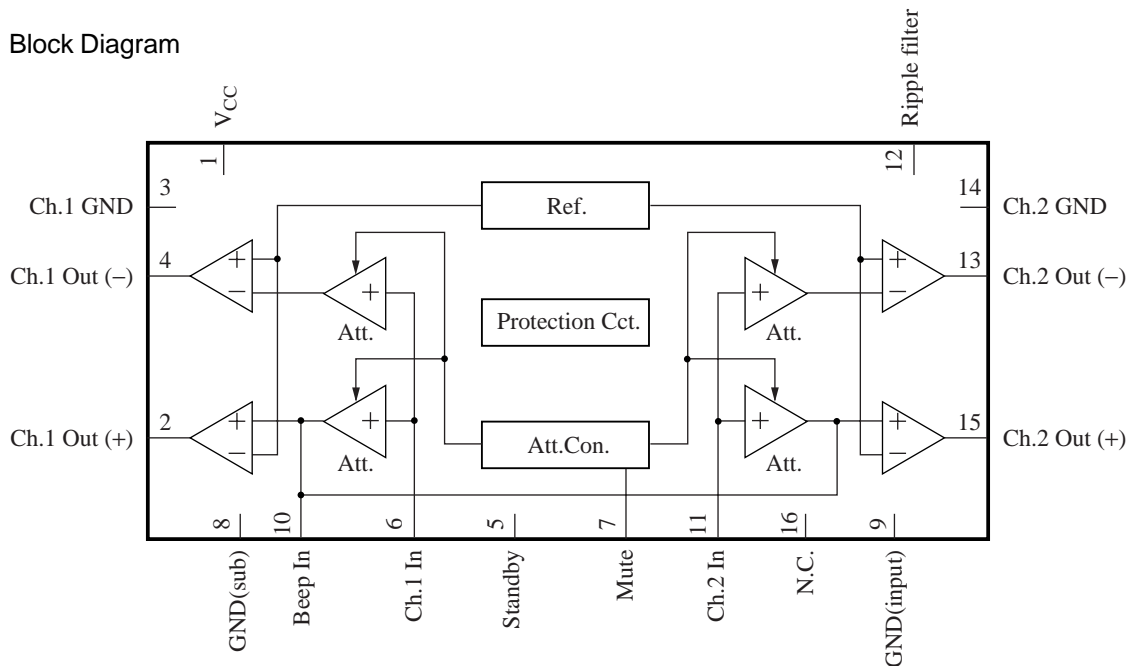 Block Diagram
VCC
Ripple filter
1
12
3
14
Ch.1 GND
Ref.
Ch.2 GND
4
+
+
13
Ch.1 Out (−)
−
+
+
−
Ch.2 Out (−)
Protection Cct.
Att.
Att.
2
+
+
+
+
15
Ch.1 Out (+)
−
Att.Con.
−
Ch.2 Out (+)
Att.
Att.
8
10
6
5
7
11
16
9
GND(sub)
Beep In
Ch.1 In
Standby
Mute
Ch.2 In
N.C.
GND(input)